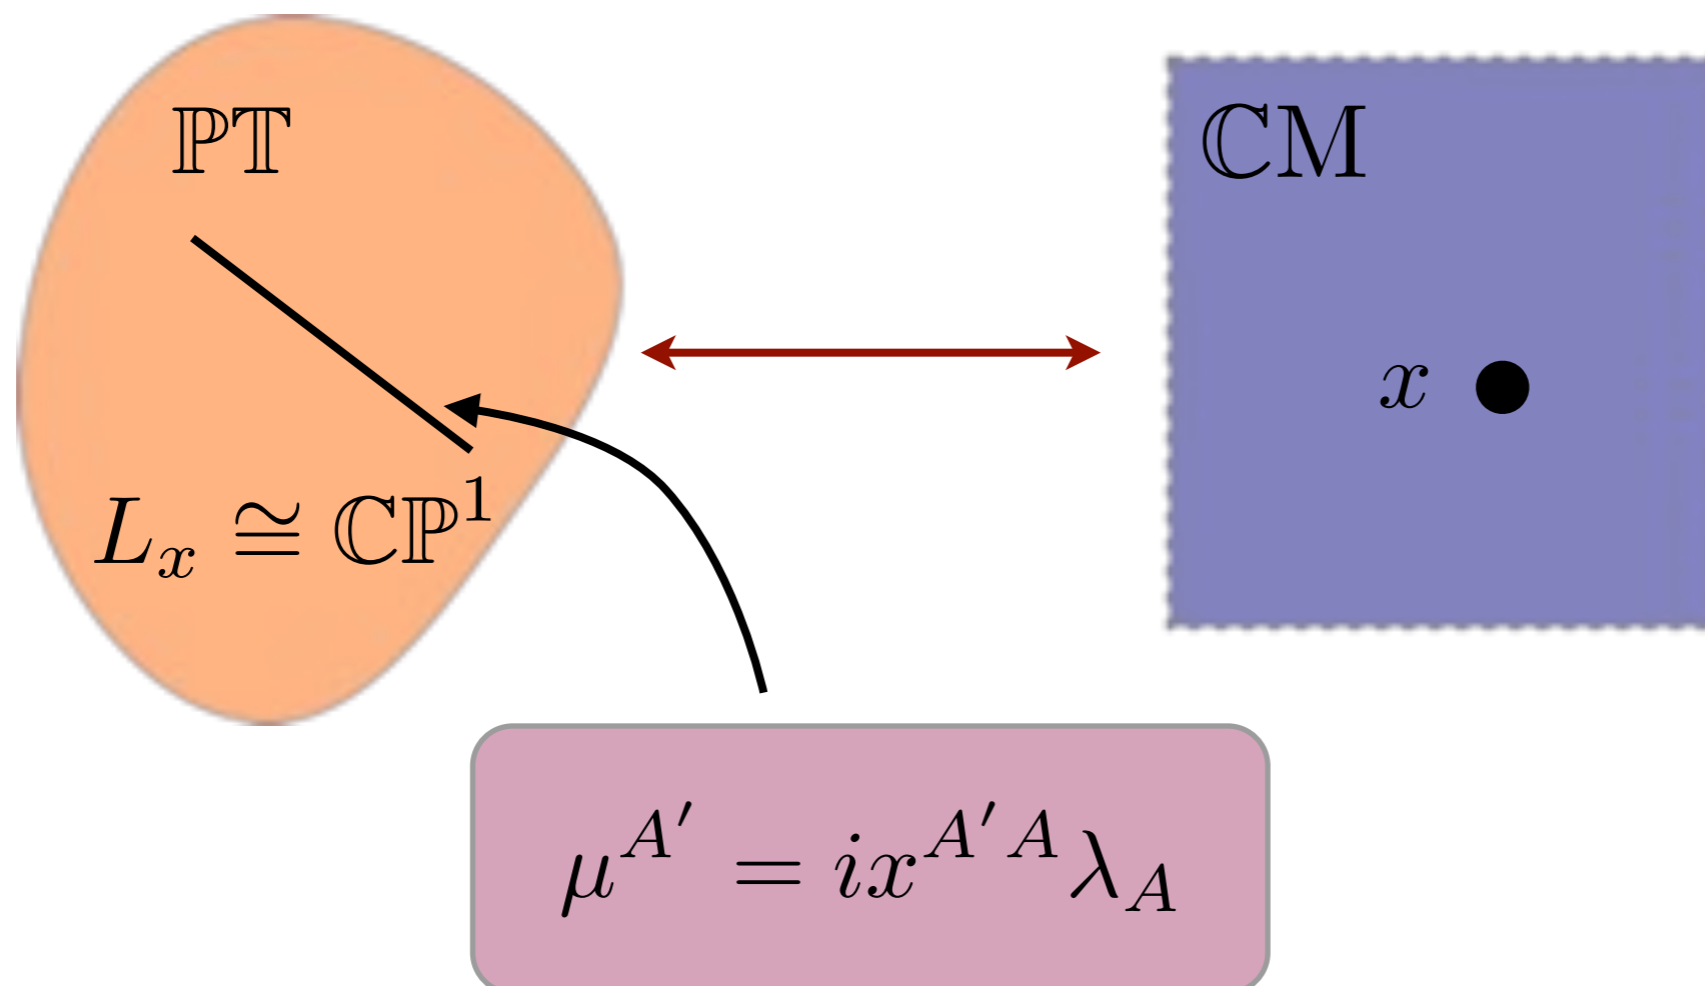 ℙ𝕋
ℂM
x
L_x ≅ ℂℙ^1
μ^{A′} = ix^{A′A}λ_A